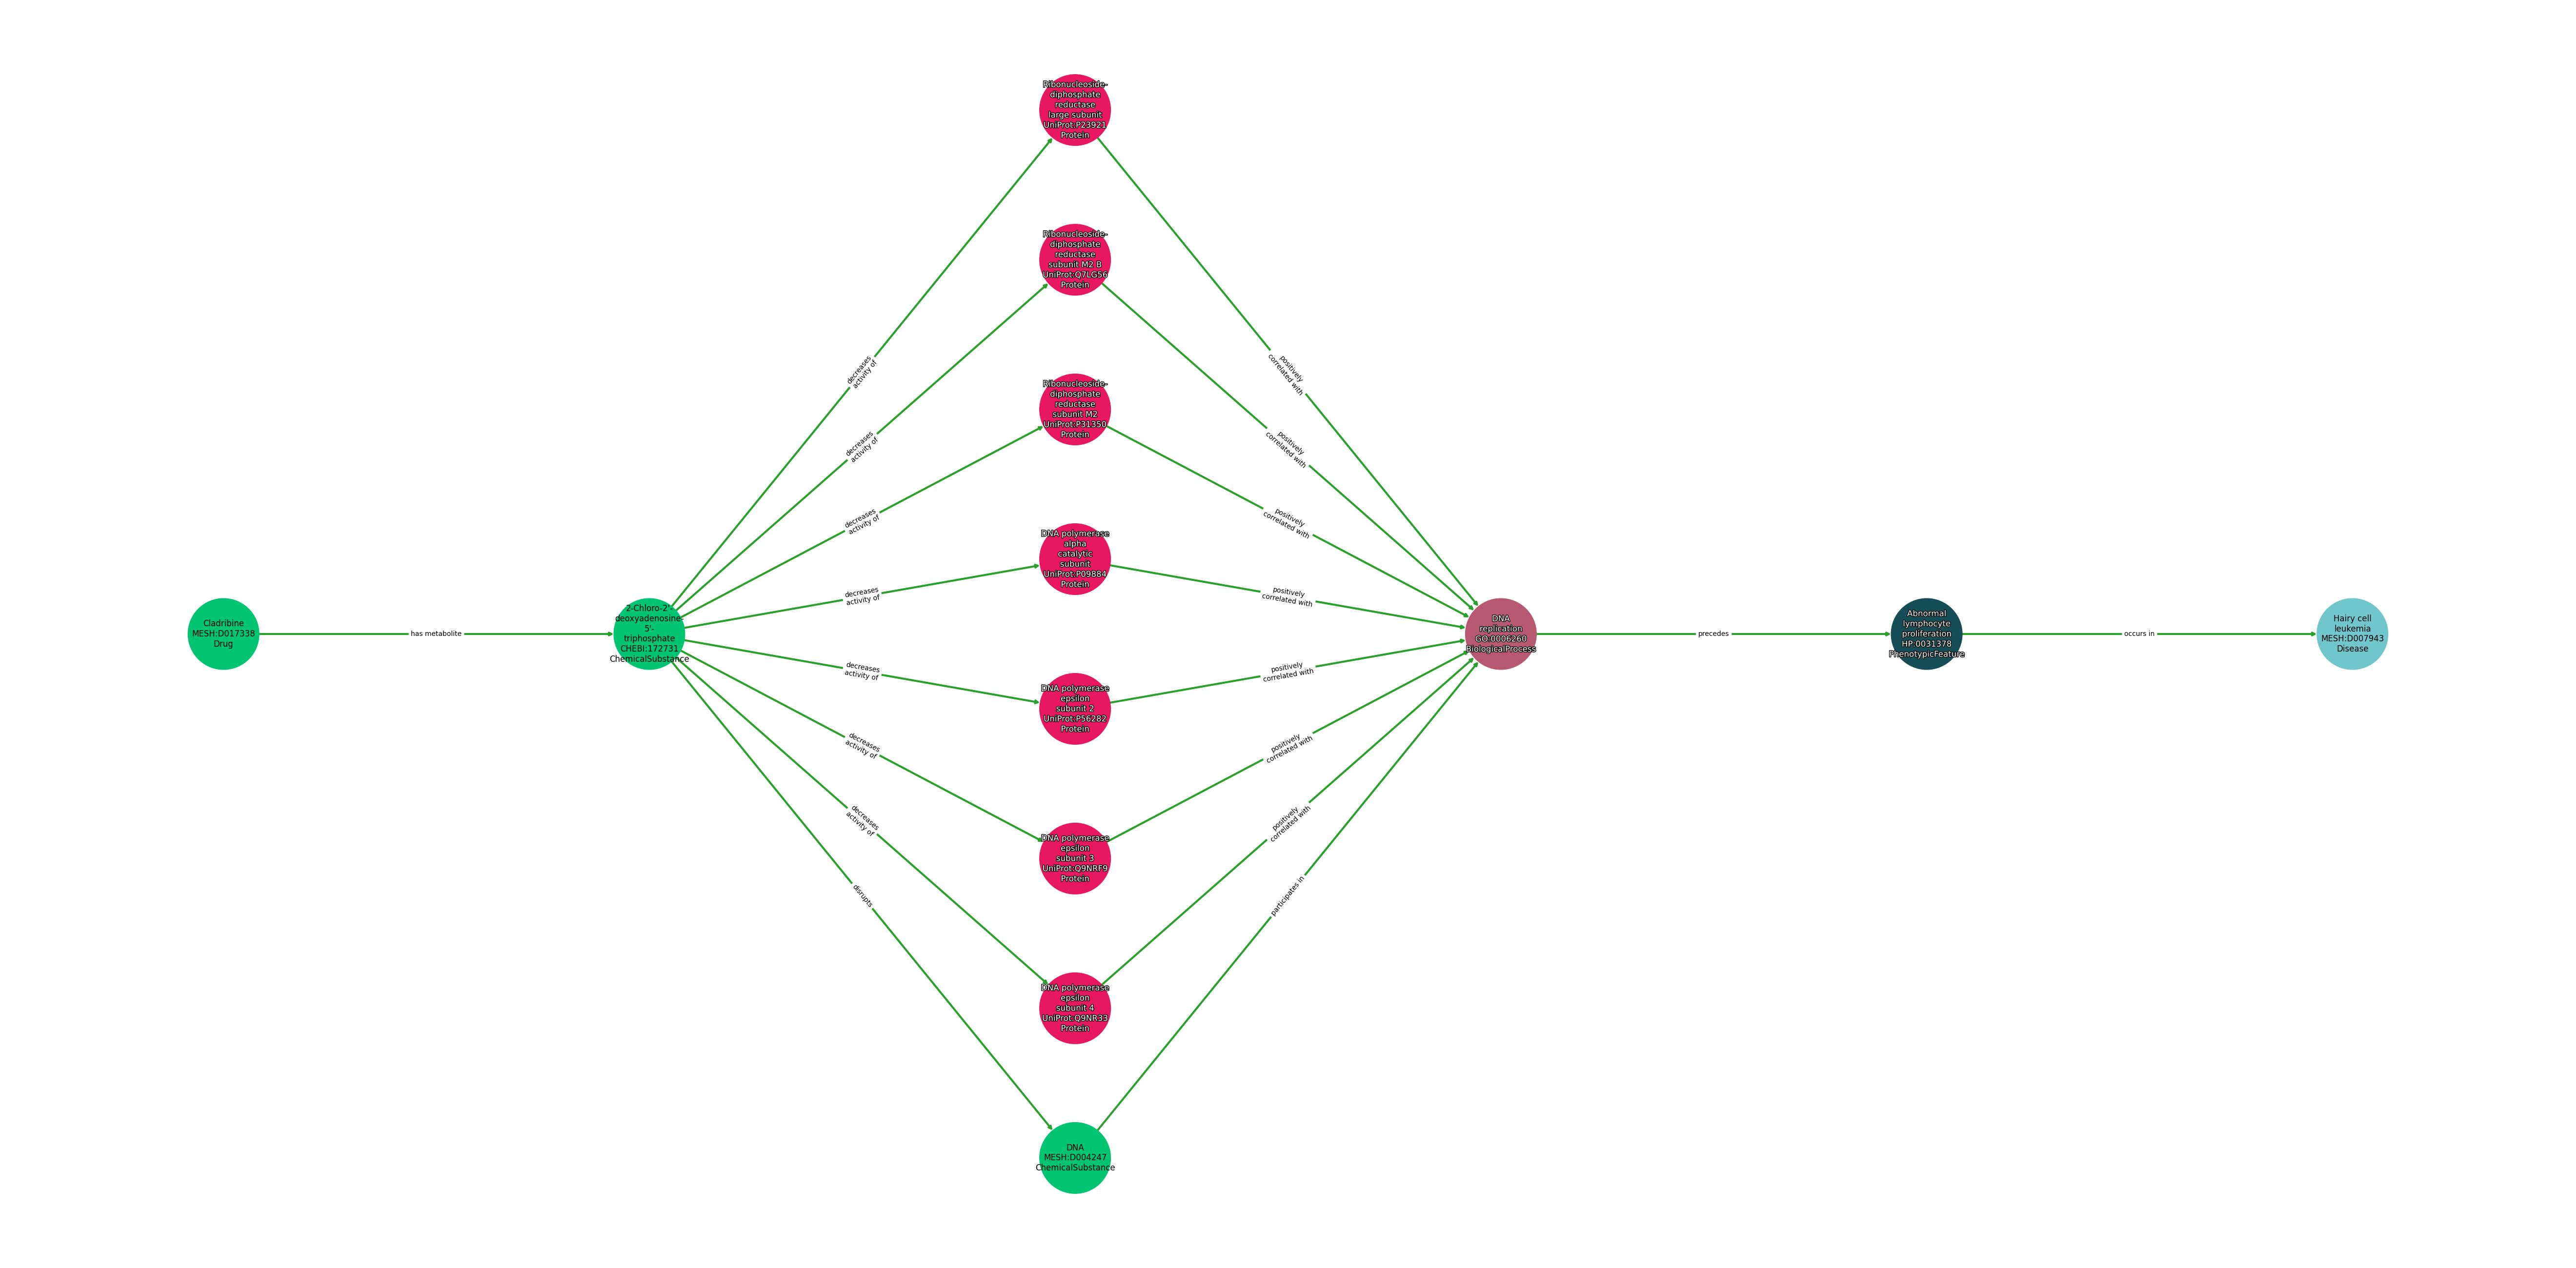 Cladribine
MESH:D017338
Drug
has metabolite
2-Chloro-2'-
deoxyadenosine-
5'-
triphosphate
CHEBI:172731
ChemicalSubstance
decreases
activity of
decreases
activity of
decreases
activity of
decreases
activity of
decreases
activity of
decreases
activity of
decreases
activity of
disrupts
Ribonucleoside-
diphosphate
reductase
large subunit
UniProt:P23921
Protein
Ribonucleoside-
diphosphate
reductase
subunit M2 B
UniProt:Q7LG56
Protein
Ribonucleoside-
diphosphate
reductase
subunit M2
UniProt:P31350
Protein
DNA polymerase
alpha
catalytic
subunit
UniProt:P09884
Protein
DNA polymerase
epsilon
subunit 2
UniProt:P56282
Protein
DNA polymerase
epsilon
subunit 3
UniProt:Q9NRF9
Protein
DNA polymerase
epsilon
subunit 4
UniProt:Q9NR33
Protein
DNA
MESH:D004247
ChemicalSubstance
positively
correlated with
positively
correlated with
positively
correlated with
positively
correlated with
positively
correlated with
positively
correlated with
positively
correlated with
participates in
DNA
replication
GO:0006260
BiologicalProcess
precedes
Abnormal
lymphocyte
proliferation
HP:0031378
PhenotypicFeature
occurs in
Hairy cell
leukemia
MESH:D007943
Disease